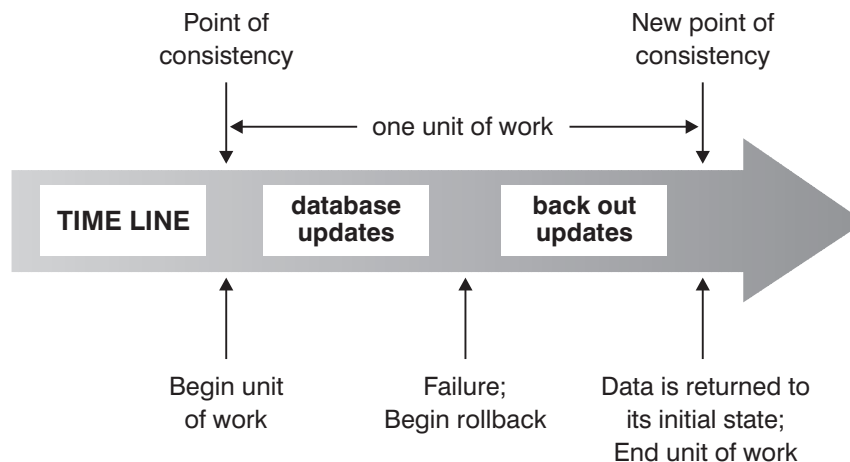 Point of
consistency
New point of
consistency
one unit of work
TIME LINE
database
updates
back out
updates
Begin unit
of work
Failure;
Begin rollback
Data is returned to
its initial state;
End unit of work